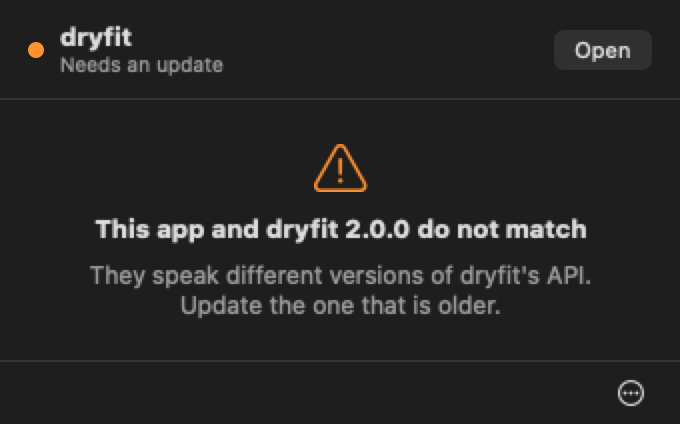 dryfit
Needs an update
Open
This app and dryfit 2.0.0 do not match
They speak different versions of dryfit's API.
Update the one that is older.